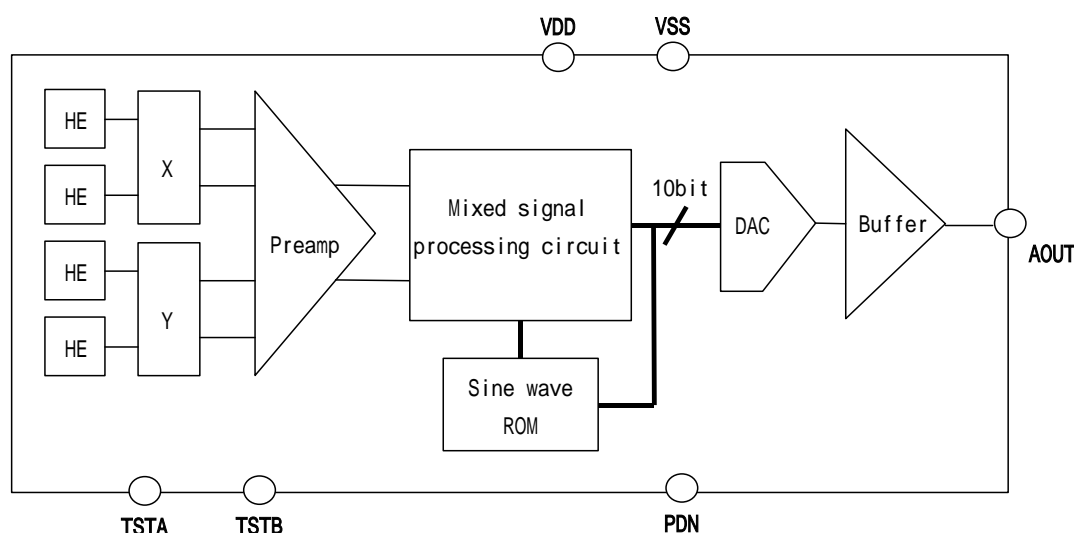 VDD
VSS
HE
HE
X
HE
HE
Y
Preamp
Mixed signal
processing circuit
10bit
DAC
Buffer
AOUT
Sine wave
ROM
TSTA
TSTB
PDN